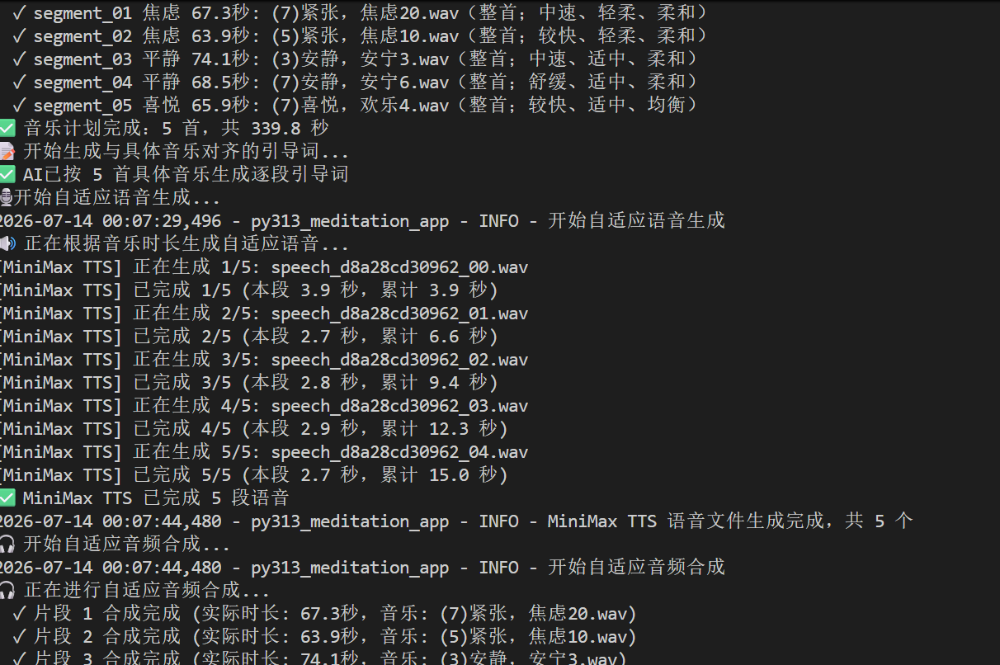 ✓ segment_01 焦虑 67.3秒: (7)紧张，焦虑20.wav（整首；中速、轻柔、柔和）
✓ segment_02 焦虑 63.9秒: (5)紧张，焦虑10.wav（整首；较快、轻柔、柔和）
✓ segment_03 平静 74.1秒: (3)安静，安宁3.wav（整首；中速、适中、柔和）
✓ segment_04 平静 68.5秒: (7)安静，安宁6.wav（整首；舒缓、适中、柔和）
✓ segment_05 喜悦 65.9秒: (7)喜悦，欢乐4.wav（整首；较快、适中、均衡）
✅ 音乐计划完成：5 首，共 339.8 秒
📝 开始生成与具体音乐对齐的引导词...
✅ AI已按 5 首具体音乐生成逐段引导词
🎙️开始自适应语音生成...
2026-07-14 00:07:29,496 - py313_meditation_app - INFO - 开始自适应语音生成
🔊 正在根据音乐时长生成自适应语音...
[MiniMax TTS] 正在生成 1/5: speech_d8a28cd30962_00.wav
[MiniMax TTS] 已完成 1/5 (本段 3.9 秒，累计 3.9 秒)
[MiniMax TTS] 正在生成 2/5: speech_d8a28cd30962_01.wav
[MiniMax TTS] 已完成 2/5 (本段 2.7 秒，累计 6.6 秒)
[MiniMax TTS] 正在生成 3/5: speech_d8a28cd30962_02.wav
[MiniMax TTS] 已完成 3/5 (本段 2.8 秒，累计 9.4 秒)
[MiniMax TTS] 正在生成 4/5: speech_d8a28cd30962_03.wav
[MiniMax TTS] 已完成 4/5 (本段 2.9 秒，累计 12.3 秒)
[MiniMax TTS] 正在生成 5/5: speech_d8a28cd30962_04.wav
[MiniMax TTS] 已完成 5/5 (本段 2.7 秒，累计 15.0 秒)
✅ MiniMax TTS 已完成 5 段语音
2026-07-14 00:07:44,480 - py313_meditation_app - INFO - MiniMax TTS 语音文件生成完成，共 5 个
🎧 开始自适应音频合成...
2026-07-14 00:07:44,480 - py313_meditation_app - INFO - 开始自适应音频合成
🎧 正在进行自适应音频合成...
✓ 片段 1 合成完成 (实际时长: 67.3秒，音乐: (7)紧张，焦虑20.wav)
✓ 片段 2 合成完成 (实际时长: 63.9秒，音乐: (5)紧张，焦虑10.wav)
✓ 片段 3 合成完成 (实际时长: 74.1秒，音乐: (3)安静，安宁3.wav)